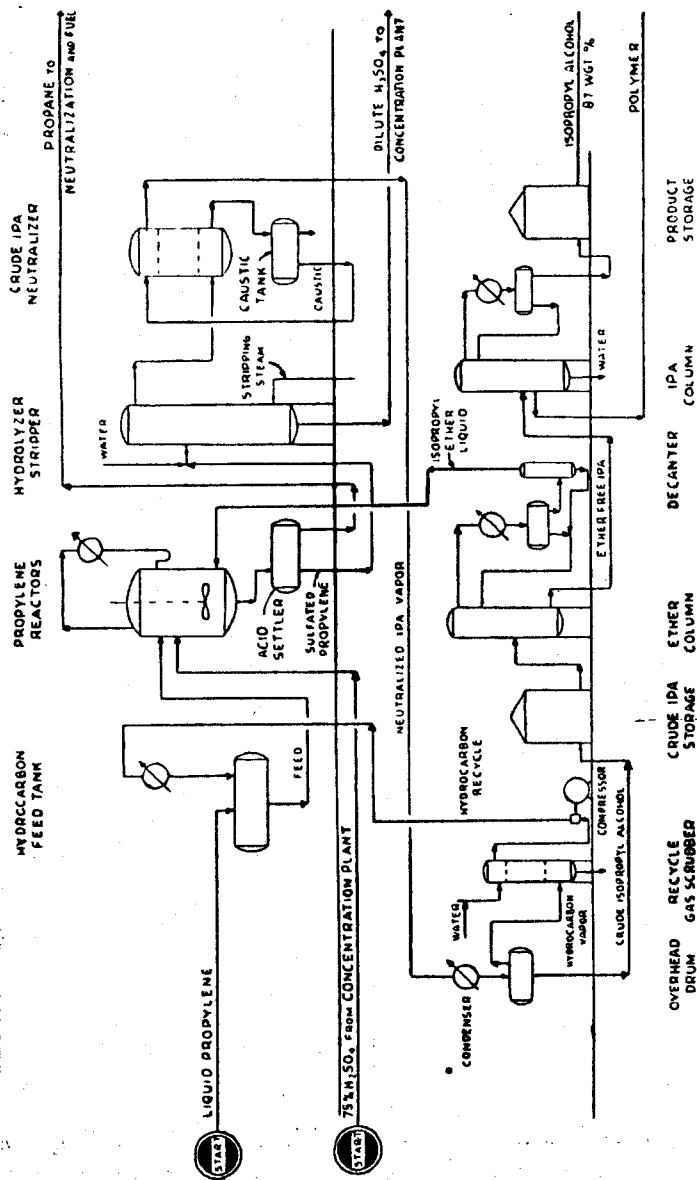 HYDROCARBON
FEED TANK
PROPYLENE
REACTORS
HYDROLYZER
STRIPPER
CRUDE IPA
NEUTRALIZER
PROPANE TO
NEUTRALIZATION AND FUEL
WATER
LIQUID PROPYLENE
START
FEED
ACID
SETTLER
SULFATED
PROPYLENE
STRIPPING
STEAM
CAUSTIC
TANK
CAUSTIC
75% H2SO4 FROM CONCENTRATION PLANT
START
DILUTE H2SO4 TO
CONCENTRATION PLANT
NEUTRALIZED IPA VAPOR
ISOPROPYL
ETHER
LIQUID
CONDENSER
WATER
HYDROCARBON
VAPOR
HYDROCARBON
RECYCLE
COMPRESSOR
CRUDE ISOPROPYL ALCOHOL
ETHER FREE IPA
WATER
ISOPROPYL ALCOHOL
87 WGT %
POLYMER
OVERHEAD
DRUM
RECYCLE
GAS SCRUBBER
CRUDE IPA
STORAGE
ETHER
COLUMN
DECANTER
IPA
COLUMN
PRODUCT
STORAGE